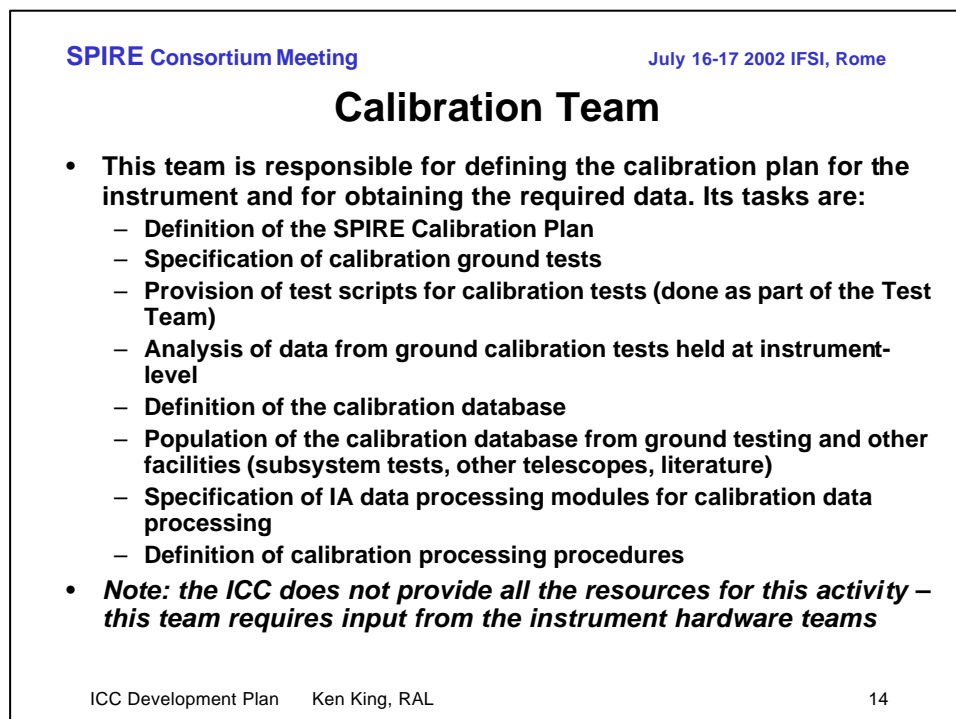 SPIRE Consortium Meeting July 16-17 2002 IFSI, Rome
Calibration Team
• This team is responsible for defining the calibration plan for the
instrument and for obtaining the required data. Its tasks are:
– Definition of the SPIRE Calibration Plan
– Specification of calibration ground tests
– Provision of test scripts for calibration tests (done as part of the Test
Team)
– Analysis of data from ground calibration tests held at instrument-
level
– Definition of the calibration database
– Population of the calibration database from ground testing and other
facilities (subsystem tests, other telescopes, literature)
– Specification of IA data processing modules for calibration data
processing
– Definition of calibration processing procedures
• Note: the ICC does not provide all the resources for this activity –
this team requires input from the instrument hardware teams
ICC Development Plan Ken King, RAL 14